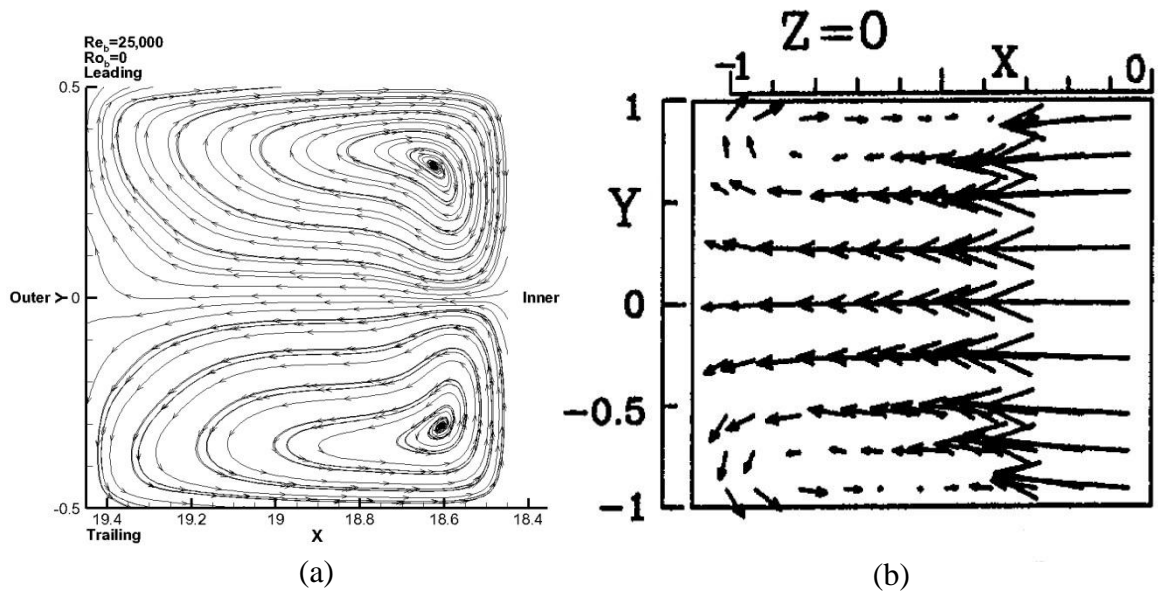 Re_b=25,000
Ro_b=0
Leading
0.5
Outer Y 0
Inner
-0.5
19.4 19.2 19 18.8 18.6 18.4
Trailing
X
(a)
Z=0
-1 X 0
1
Y
0
-0.5
-1
(b)